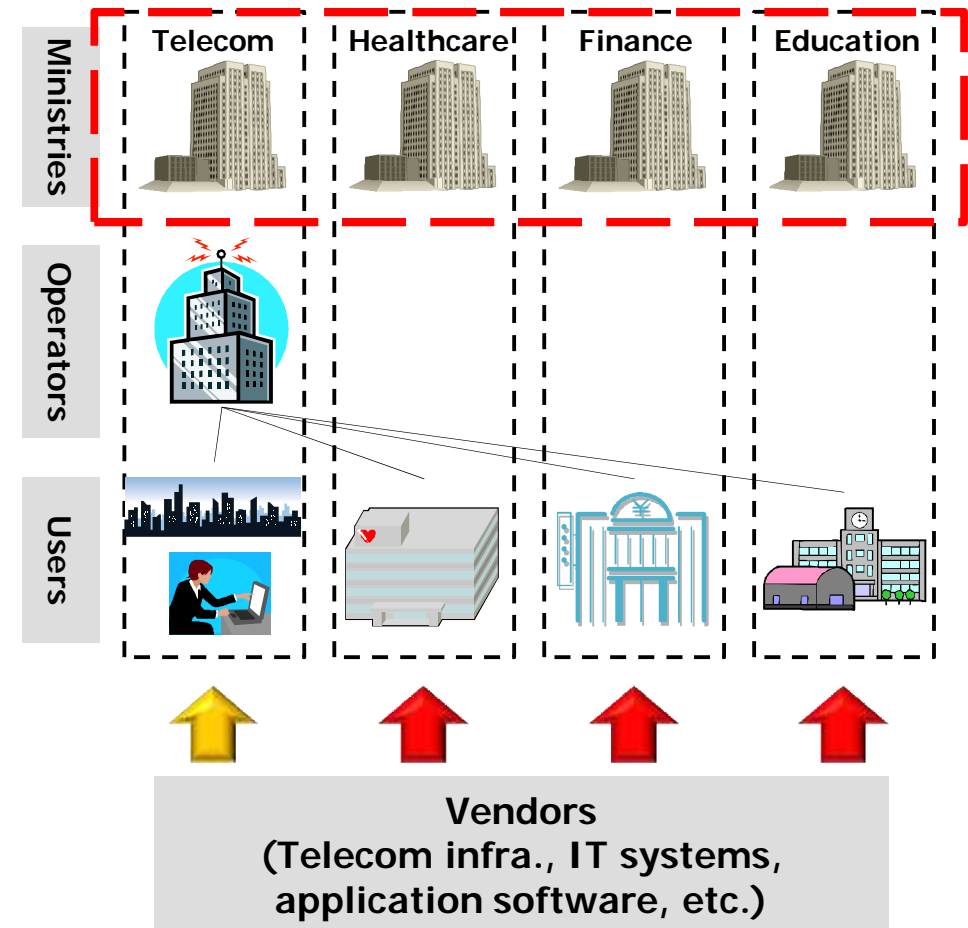 Telecom
Healthcare
Finance
Education
Ministries
Operators
Users
¥
Vendors
(Telecom infra., IT systems,
application software, etc.)